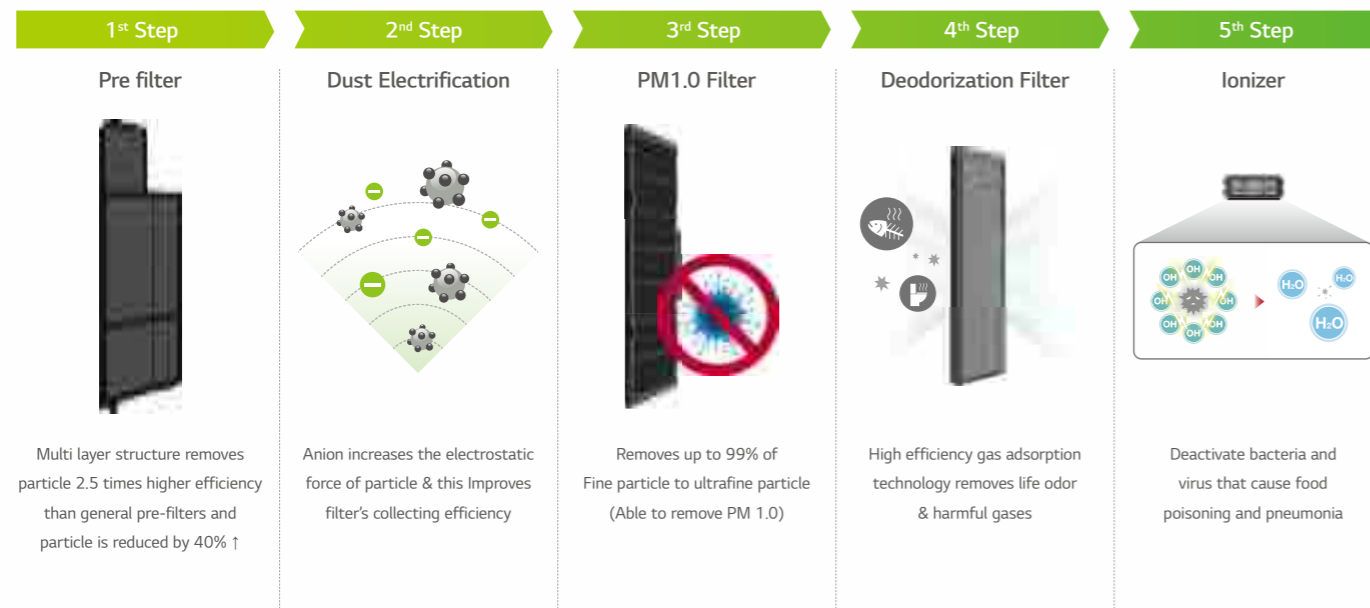 1st Step
2nd Step
3rd Step
4th Step
5th Step
Pre filter
Dust Electrification
PM1.0 Filter
Deodorization Filter
Ionizer
OH
OH
OH
OH
OH
OH
OH
OH
H₂O
H₂O
H₂O
Multi layer structure removes
particle 2.5 times higher efficiency
than general pre-filters and
particle is reduced by 40% ↑
Anion increases the electrostatic
force of particle & this Improves
filter's collecting efficiency
Removes up to 99% of
Fine particle to ultrafine particle
(Able to remove PM 1.0)
High efficiency gas adsorption
technology removes life odor
& harmful gases
Deactivate bacteria and
virus that cause food
poisoning and pneumonia